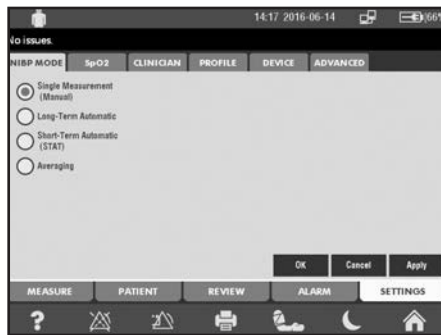 14:17 2016-06-14 (66%
No issues.
NIBP MODE SpO2 CLINICIAN PROFILE DEVICE ADVANCED
Single Measurement
(Manual)
Long-Term Automatic
Short-Term Automatic
(STAT)
Averaging
OK Cancel Apply
MEASURE PATIENT REVIEW ALARM SETTINGS
?